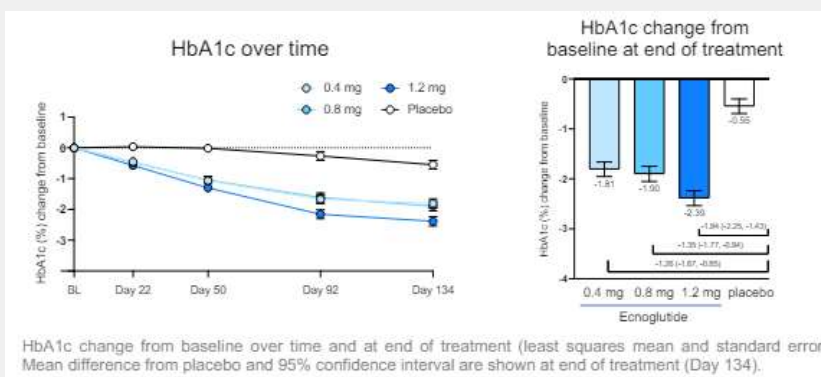 HbA1c over time
0.4 mg
1.2 mg
0.8 mg
Placebo
HbA1c (%) change from baseline
1
0
-1
-2
-3
BL
Day 22
Day 50
Day 92
Day 134
HbA1c change from
baseline at end of treatment
HbA1c (%) change from baseline
0
-1
-2
-3
-4
-1.81
-1.90
-2.39
-0.55
-1.84 (-2.25, -1.43)
-1.35 (-1.77, -0.94)
-1.26 (-1.67, -0.85)
0.4 mg
0.8 mg
1.2 mg
placebo
Ecnoglutide
HbA1c change from baseline over time and at end of treatment (least squares mean and standard error
Mean difference from placebo and 95% confidence interval are shown at end of treatment (Day 134).